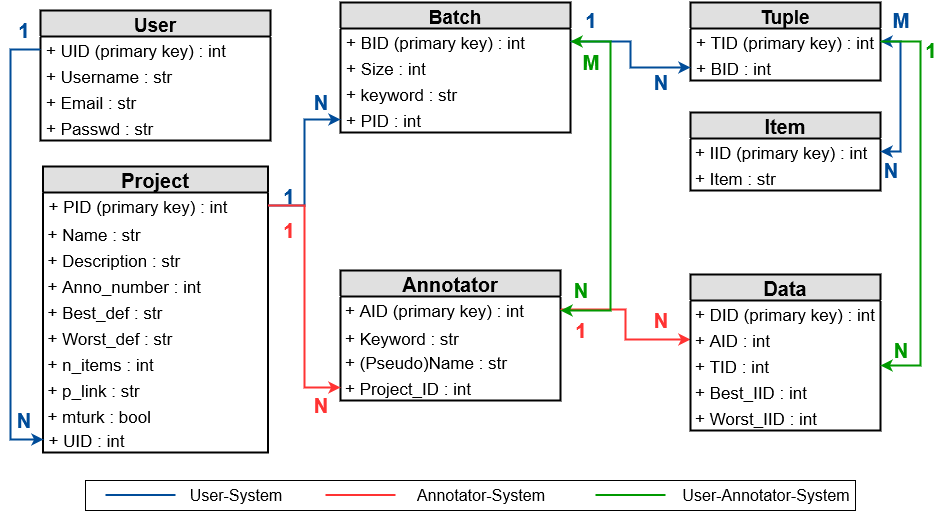 User
+ UID (primary key) : int
+ Username : str
+ Email : str
+ Passwd : str
Batch
+ BID (primary key) : int
+ Size : int
+ keyword : str
+ PID : int
Tuple
+ TID (primary key) : int
+ BID : int
Item
+ IID (primary key) : int
+ Item : str
Project
+ PID (primary key) : int
+ Name : str
+ Description : str
+ Anno_number : int
+ Best_def : str
+ Worst_def : str
+ n_items : int
+ p_link : str
+ mturk : bool
+ UID : int
Annotator
+ AID (primary key) : int
+ Keyword : str
+ (Pseudo)Name : str
+ Project_ID : int
Data
+ DID (primary key) : int
+ AID : int
+ TID : int
+ Best_IID : int
+ Worst_IID : int
1
N
1
N
1
N
1
N
M
N
M
N
1
N
1
N
User-System
Annotator-System
User-Annotator-System